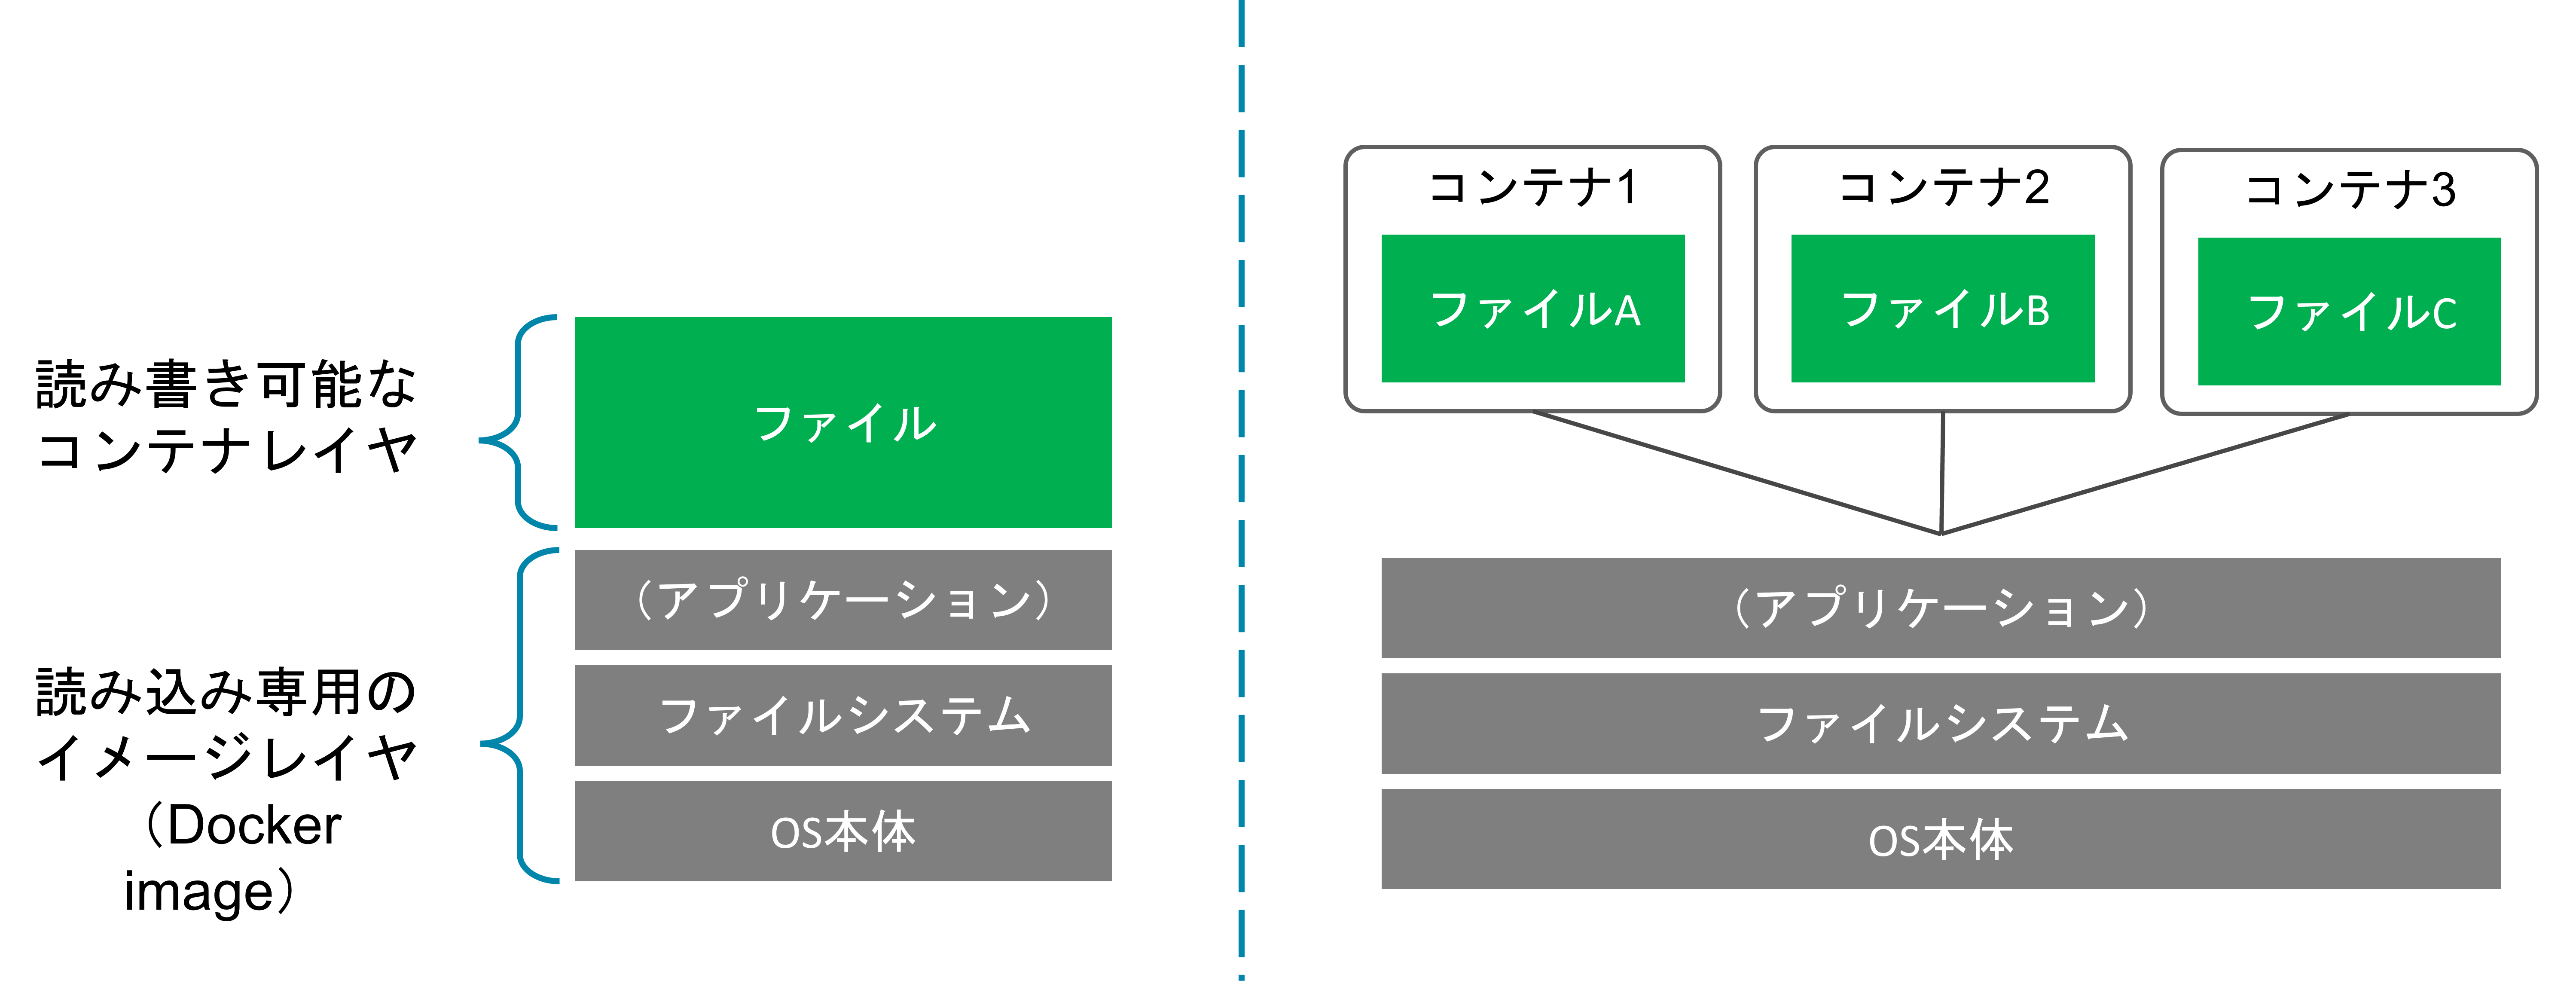 読み書き可能な
コンテナレイヤ
ファイル
読み込み専用の
イメージレイヤ
（Docker
image）
（アプリケーション）
ファイルシステム
OS本体
コンテナ1
ファイルA
コンテナ2
ファイルB
コンテナ3
ファイルC
（アプリケーション）
ファイルシステム
OS本体